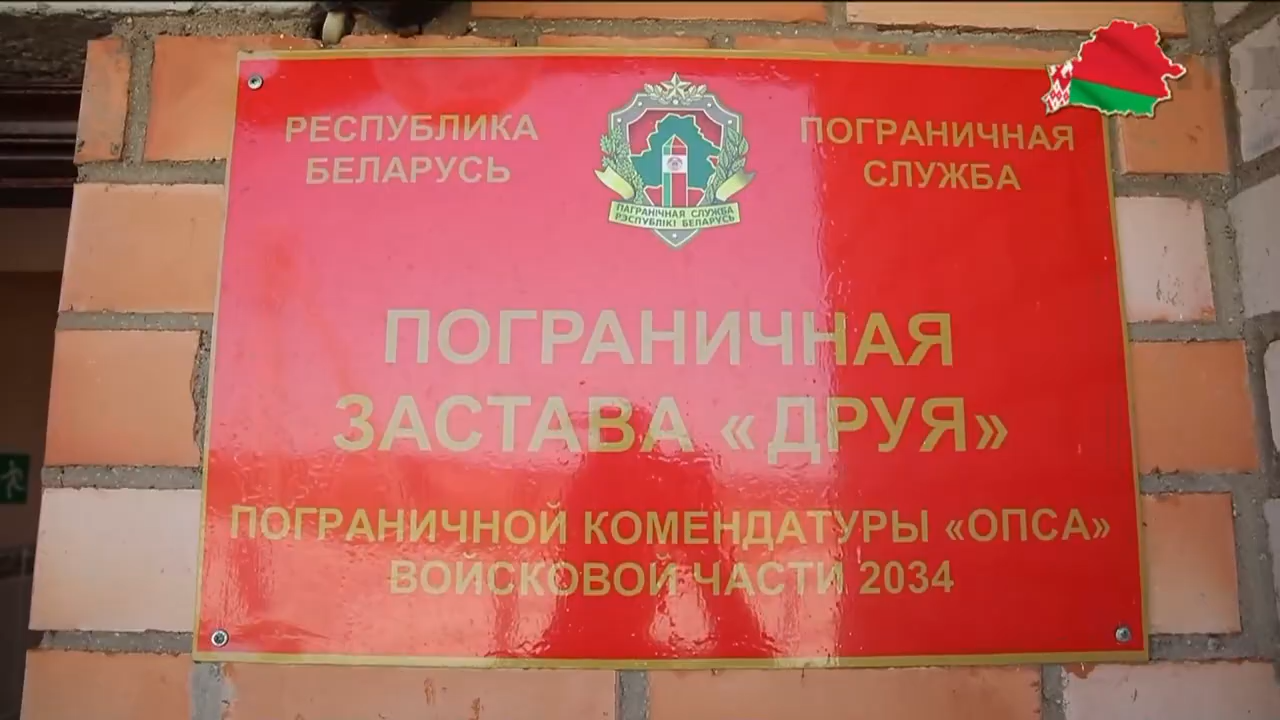 РЕСПУБЛИКА
БЕЛАРУСЬ
ПАГРАНІЧНАЯ СЛУЖБА
РЭСПУБЛІКІ БЕЛАРУСЬ
ПОГРАНИЧНАЯ
СЛУЖБА
ПОГРАНИЧНАЯ
ЗАСТАВА «ДРУЯ»
ПОГРАНИЧНОЙ КОМЕНДАТУРЫ «ОПСА»
ВОЙСКОВОЙ ЧАСТИ 2034